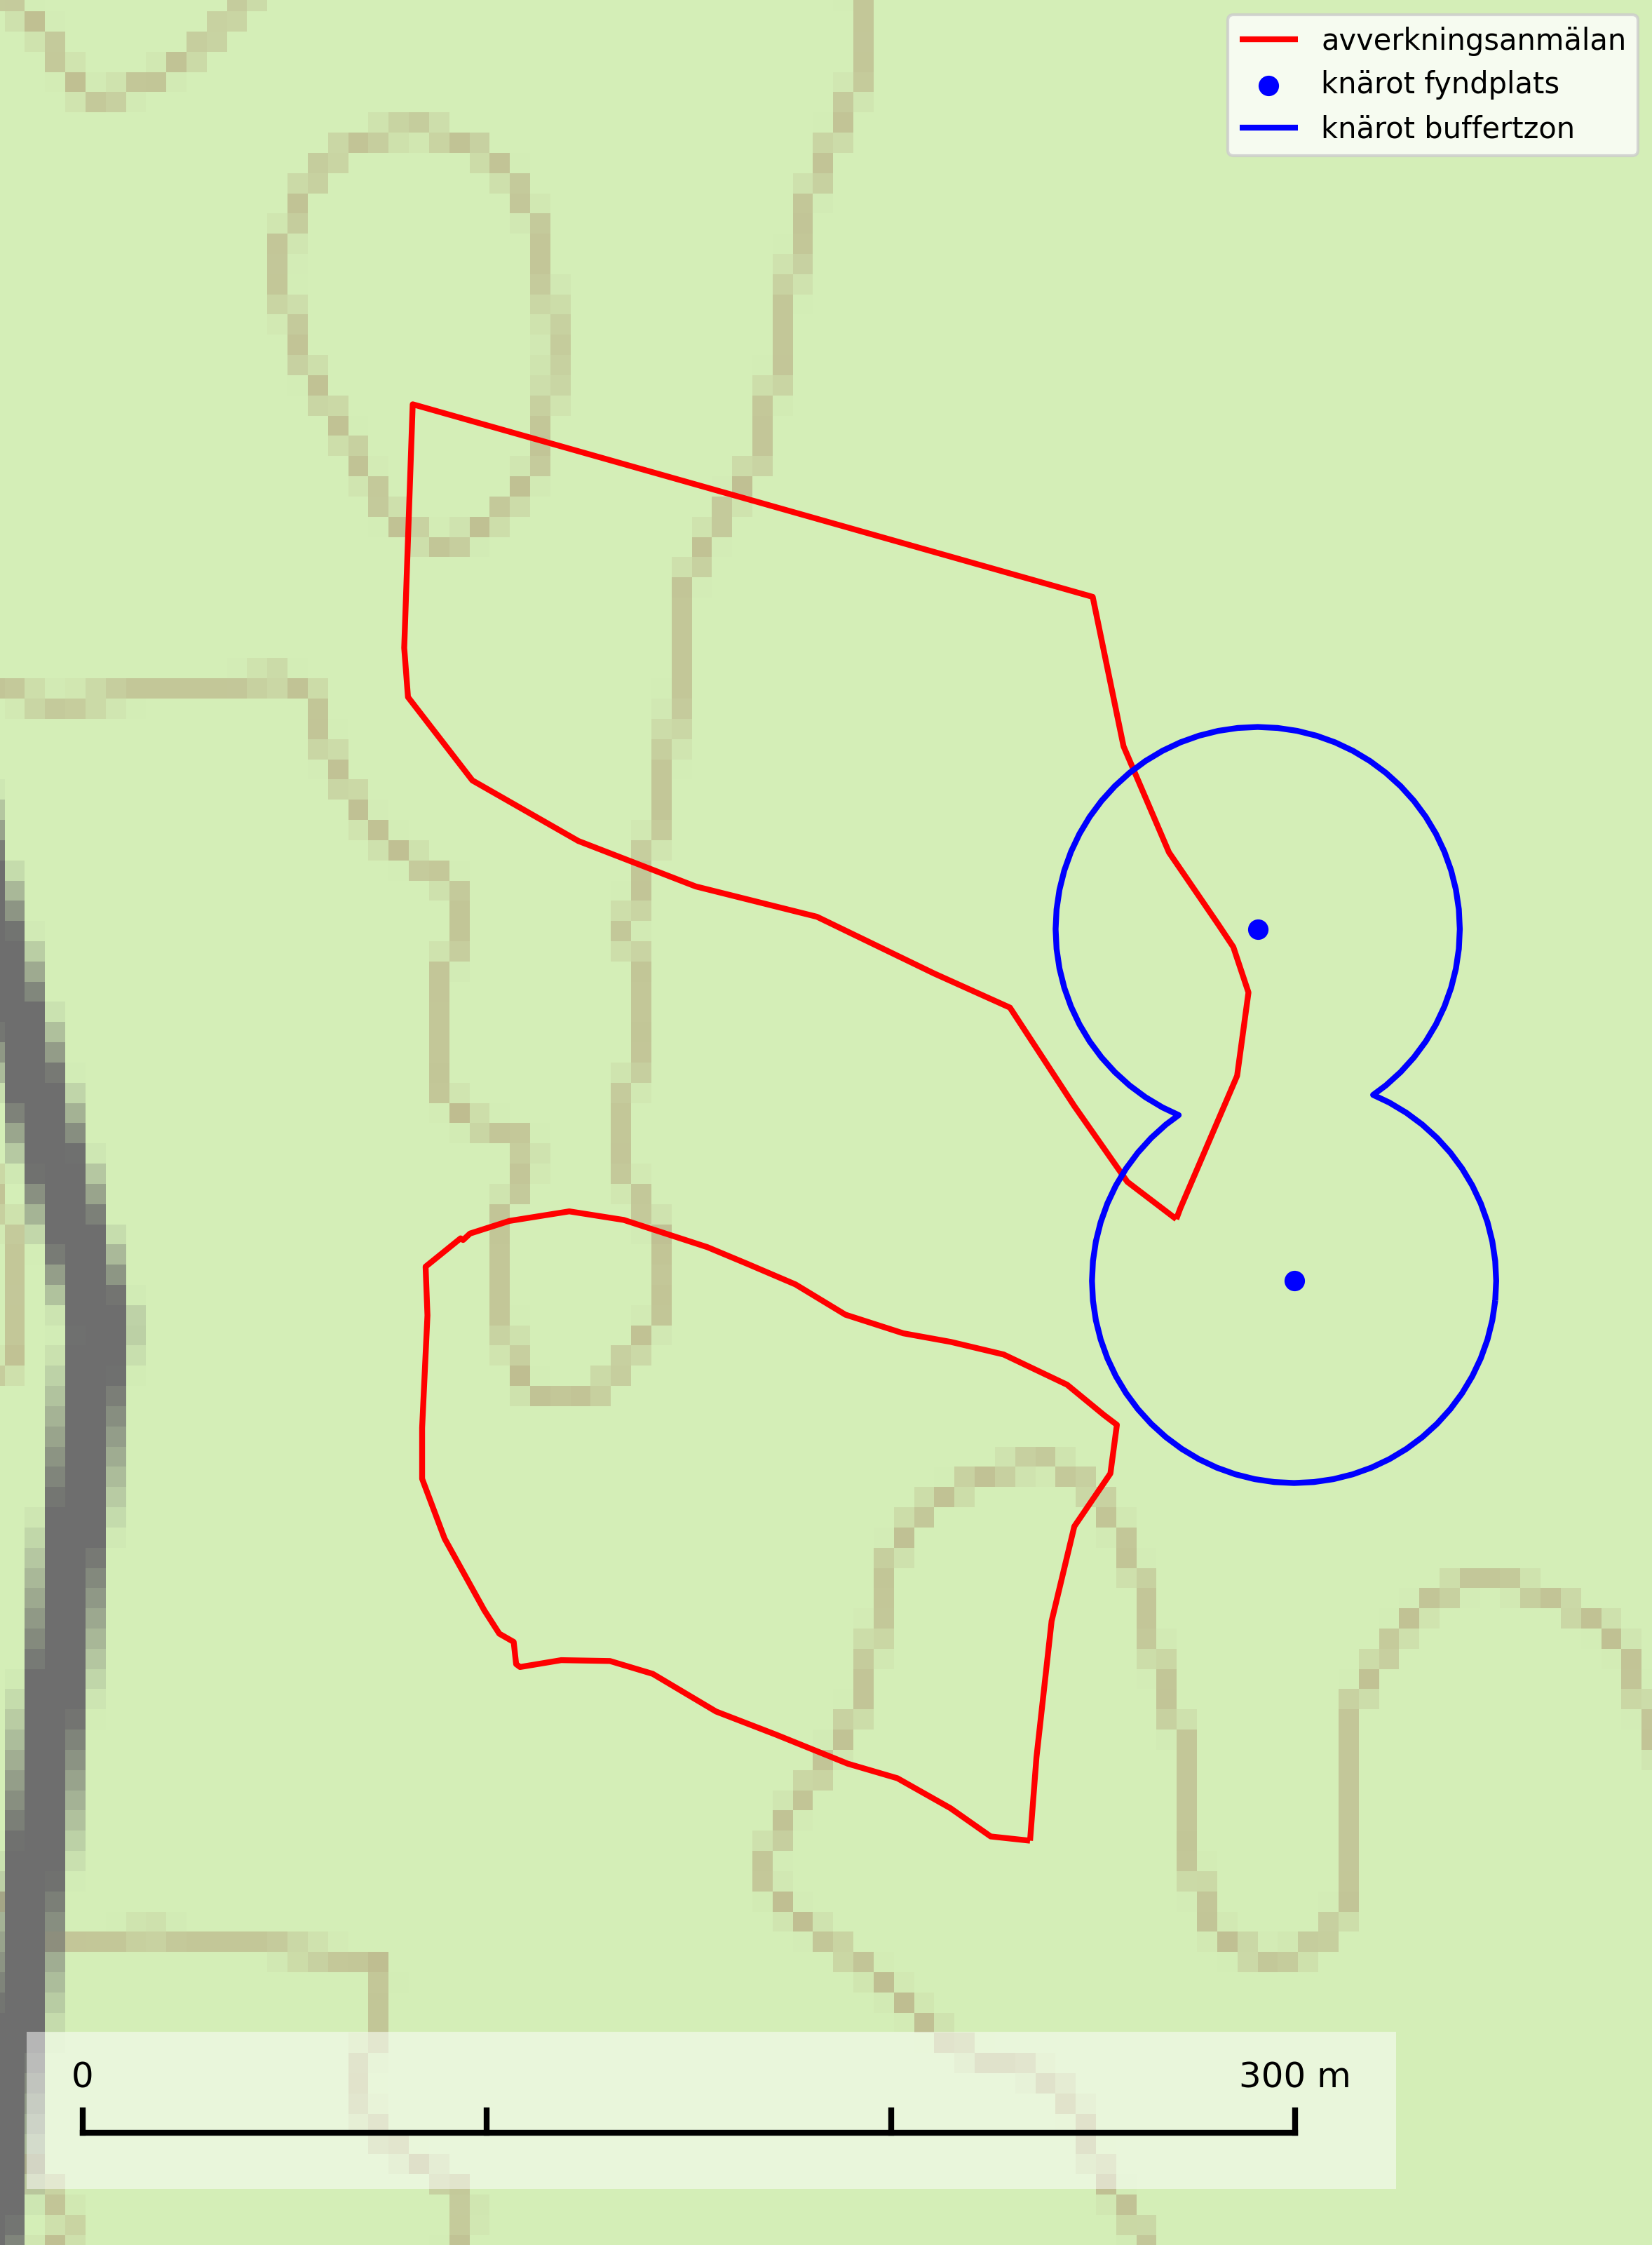 avverkningsanmälan
knärot fyndplats
knärot buffertzon
0
300 m